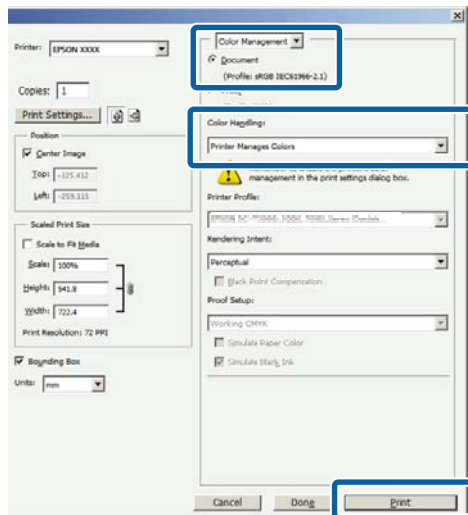 Printer: EPSON XXXX
Copies: 1
Print Settings...
Position
Center Image
Top: -125.412
Left: -259.115
Scaled Print Size
Scale to Fit Media
Scale: 100%
Height: 541.8
Width: 722.4
Print Resolution: 72 PPI
Bounding Box
Units: mm
Color Management
Document
(Profile: sRGB IEC61966-2.1)
Color Handling:
Printer Manages Colors
management in the print settings dialog box.
Printer Profile:
Rendering Intent:
Perceptual
Black Point Compensation
Proof Setup:
Working CMYK
Simulate Paper Color
Simulate Black Ink
Cancel
Done
Print